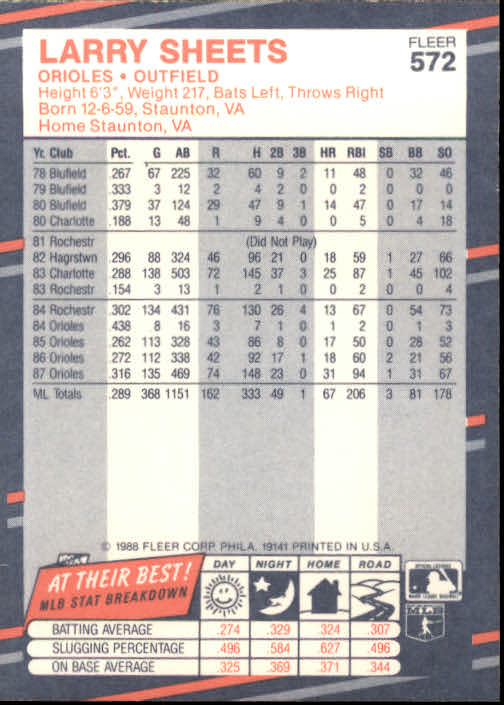 LARRY SHEETS
FLEER
572
ORIOLES • OUTFIELD
Height 6'3", Weight 217, Bats Left, Throws Right
Born 12-6-59, Staunton, VA
Home Staunton, VA
Yr. Club Pct. G AB R H 2B 3B HR RBI SB BB SO
78 Blufield .267 67 225 32 60 9 2 11 48 0 32 46
79 Blufield .333 3 12 2 4 2 0 0 2 0 0 0
80 Blufield .379 37 124 29 47 9 1 14 47 0 17 14
80 Charlotte .188 13 48 1 9 4 0 0 5 0 4 18
81 Rochestr (Did Not Play)
82 Hagrstwn .296 88 324 46 96 21 0 18 59 1 27 66
83 Charlotte .288 138 503 72 145 37 3 25 87 1 45 102
83 Rochestr .154 3 13 1 2 1 0 0 2 0 0 4
84 Rochestr .302 134 431 76 130 26 4 13 67 0 54 73
84 Orioles .438 8 16 3 7 1 0 1 2 0 1 3
85 Orioles .262 113 328 43 86 8 0 17 50 0 28 52
86 Orioles .272 112 338 42 92 17 1 18 60 2 21 56
87 Orioles .316 135 469 74 148 23 0 31 94 1 31 67
ML Totals .289 368 1151 162 333 49 1 67 206 3 81 178
© 1988 FLEER CORP. PHILA. 19141 PRINTED IN U.S.A.
AT THEIR BEST!
MLB STAT BREAKDOWN
DAY NIGHT HOME ROAD
BATTING AVERAGE .274 .329 .324 .307
SLUGGING PERCENTAGE .496 .584 .627 .496
ON BASE AVERAGE .325 .369 .371 .344
MLB